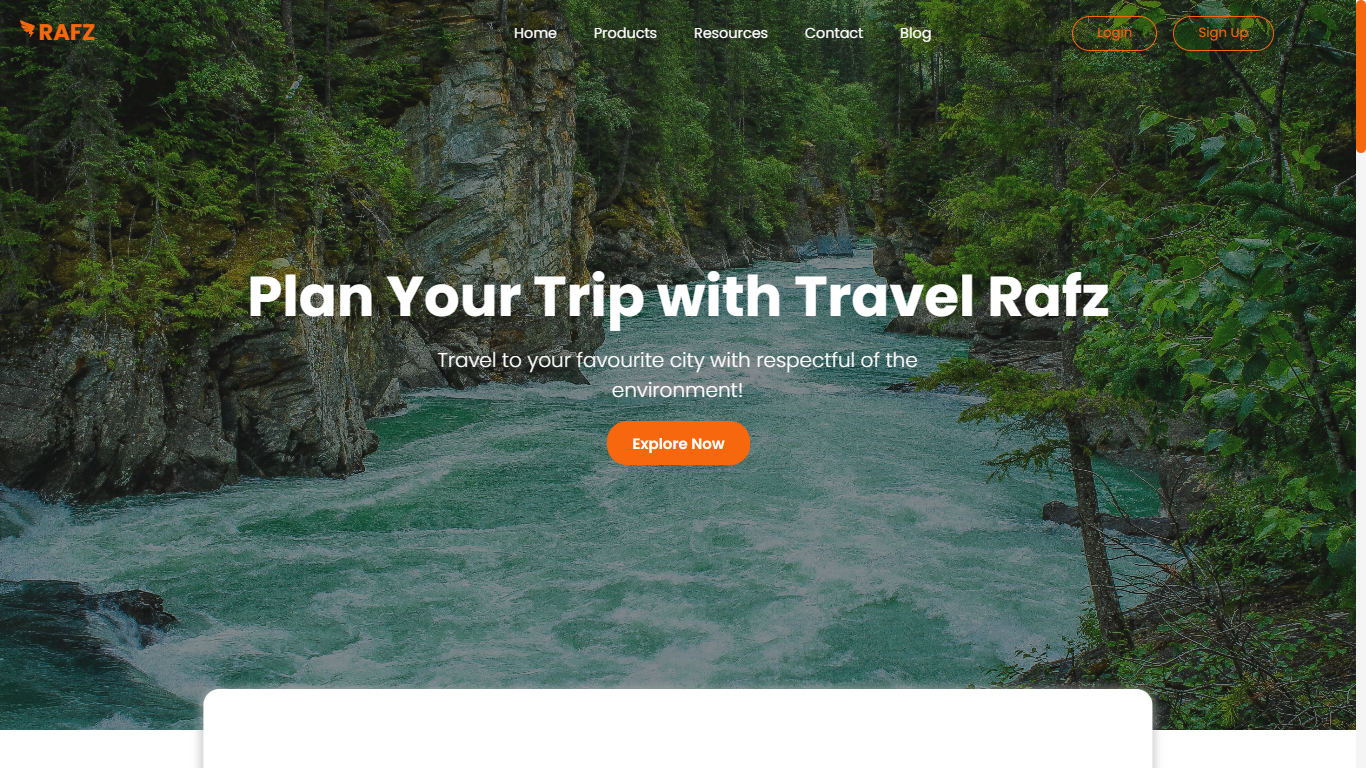 RAFZ
Home
Products
Resources
Contact
Blog
Login
Sign Up
Plan Your Trip with Travel Rafz
Travel to your favourite city with respectful of the
environment!
Explore Now